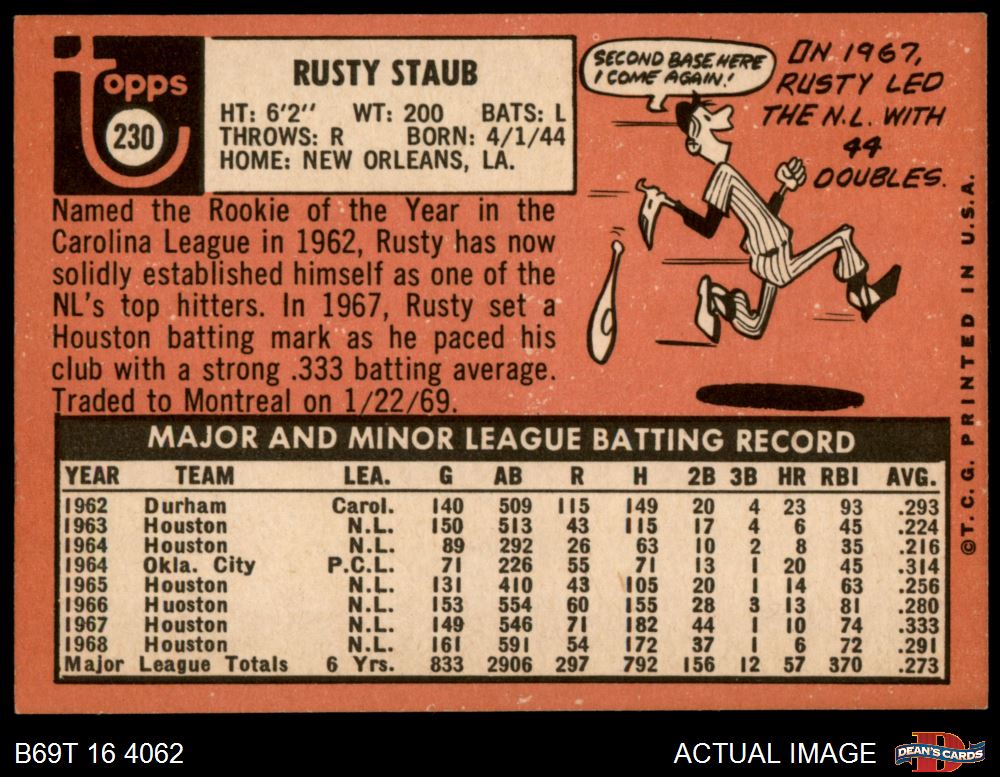 Topps
230
RUSTY STAUB
HT: 6'2" WT: 200 BATS: L
THROWS: R BORN: 4/1/44
HOME: NEW ORLEANS, LA.
SECOND BASE HERE
I COME AGAIN!
IN 1967,
RUSTY LED
THE N.L. WITH
44
DOUBLES.
Named the Rookie of the Year in the
Carolina League in 1962, Rusty has now
solidly established himself as one of the
NL's top hitters. In 1967, Rusty set a
Houston batting mark as he paced his
club with a strong .333 batting average.
Traded to Montreal on 1/22/69.
MAJOR AND MINOR LEAGUE BATTING RECORD
YEAR TEAM LEA. G AB R H 2B 3B HR RBI AVG.
1962 Durham Carol. 140 509 115 149 20 4 23 93 .293
1963 Houston N.L. 150 513 43 115 17 4 6 45 .224
1964 Houston N.L. 89 292 26 63 10 2 8 35 .216
1964 Okla. City P.C.L. 71 226 55 71 13 1 20 45 .314
1965 Houston N.L. 131 410 43 105 20 1 14 63 .256
1966 Huoston N.L. 153 554 60 155 28 3 13 81 .280
1967 Houston N.L. 149 546 71 182 44 1 10 74 .333
1968 Houston N.L. 161 591 54 172 37 1 6 72 .291
Major League Totals 6 Yrs. 833 2906 297 792 156 12 57 370 .273
©T.C.G. PRINTED IN U.S.A.
B69T 16 4062
ACTUAL IMAGE
D
DEAN'S CARDS